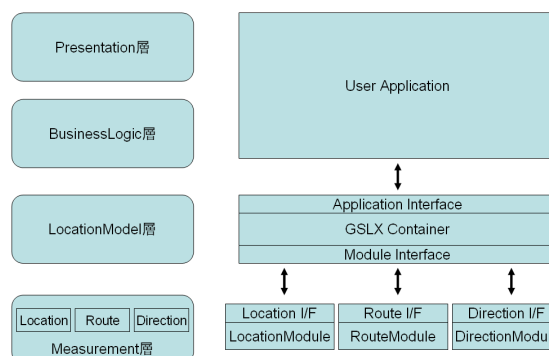 Presentation層
User Application
BusinessLogic層
LocationModel層
Application Interface
GSLX Container
Module Interface
Location
Route
Direction
Measurement層
Location I/F
LocationModule
Route I/F
RouteModule
Direction I/F
DirectionModul